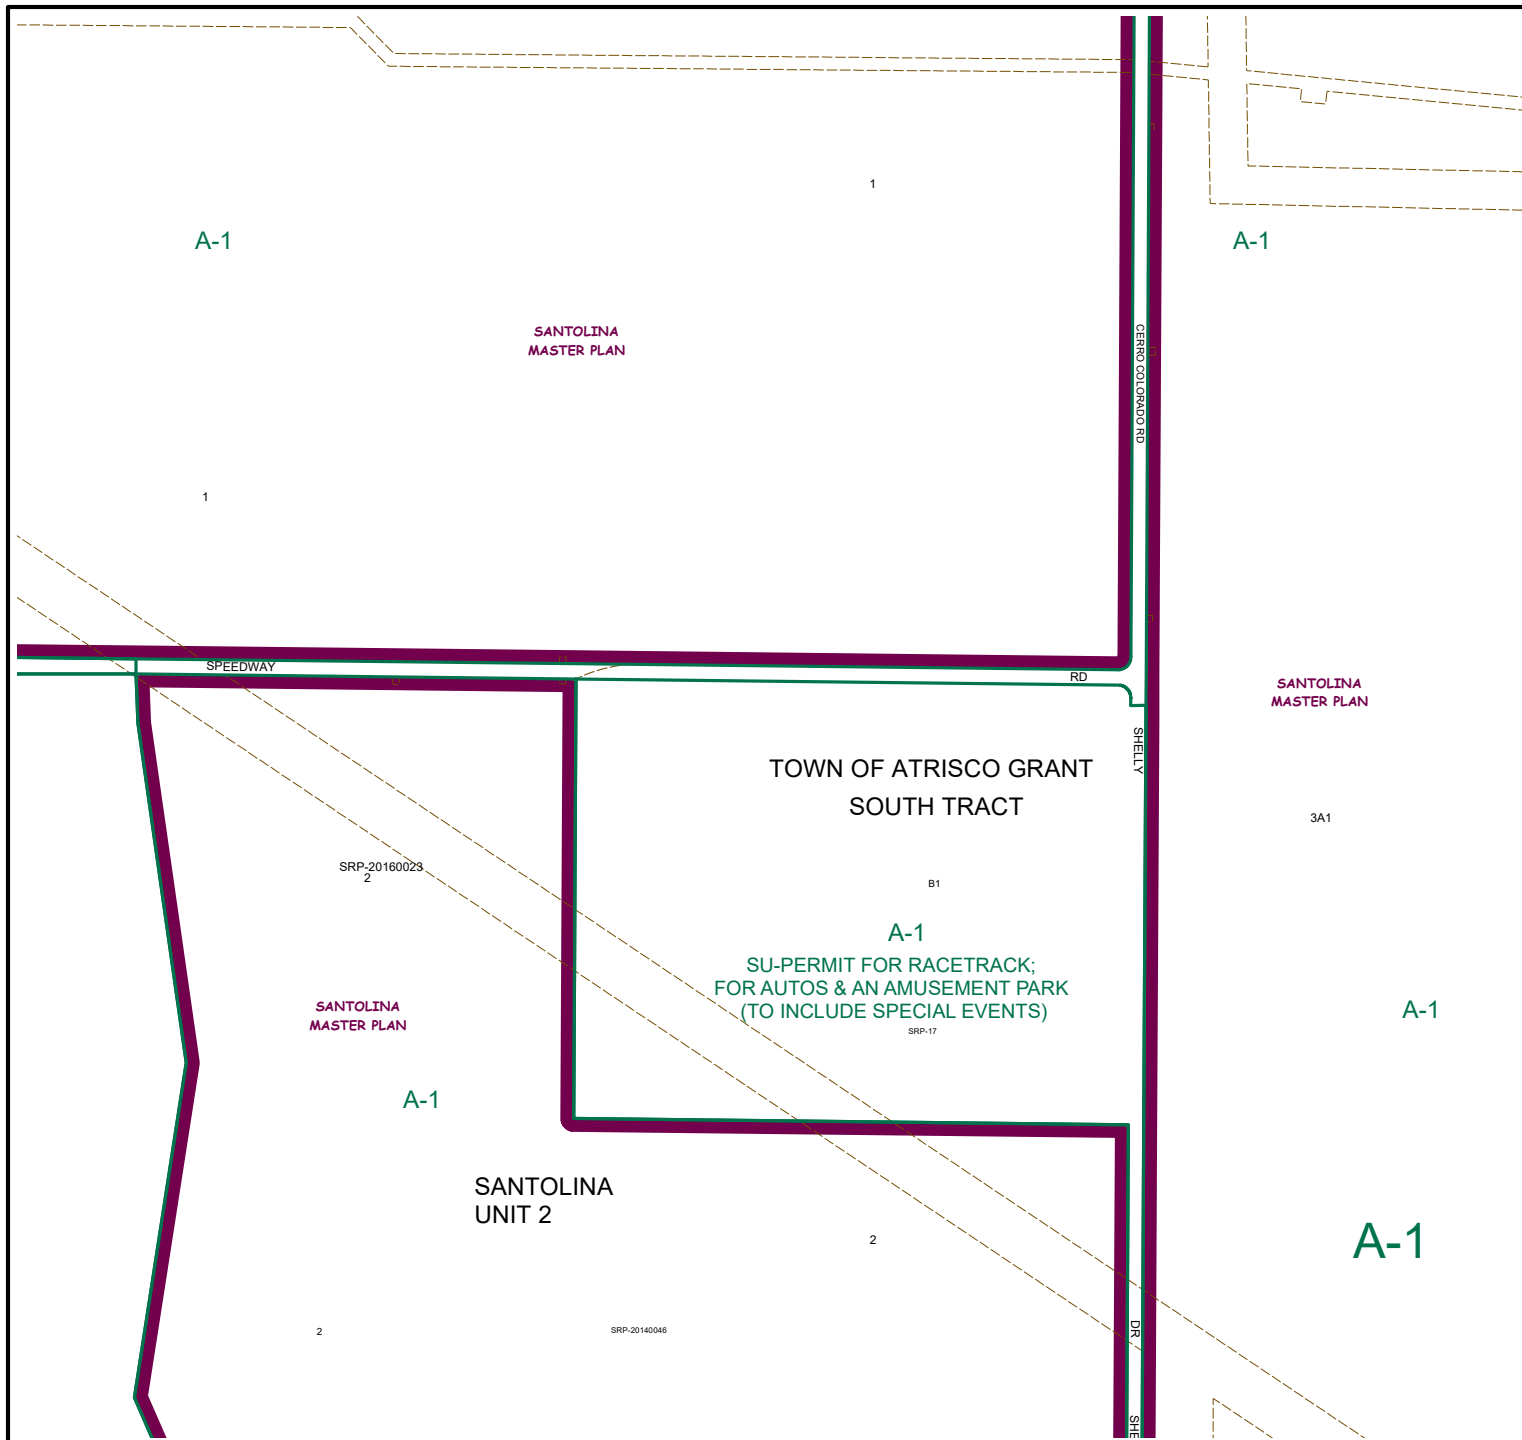 1
A-1
A-1
SANTOLINA
MASTER PLAN
CERRO COLORADO RD
1
SPEEDWAY
RD
SANTOLINA
MASTER PLAN
SHELLY
TOWN OF ATRISCO GRANT
SOUTH TRACT
3A1
SRP-20160023
2
B1
A-1
SU-PERMIT FOR RACETRACK;
FOR AUTOS & AN AMUSEMENT PARK
(TO INCLUDE SPECIAL EVENTS)
SRP-17
SANTOLINA
MASTER PLAN
A-1
A-1
SANTOLINA
UNIT 2
2
A-1
2
SRP-20140046
DR
SHE